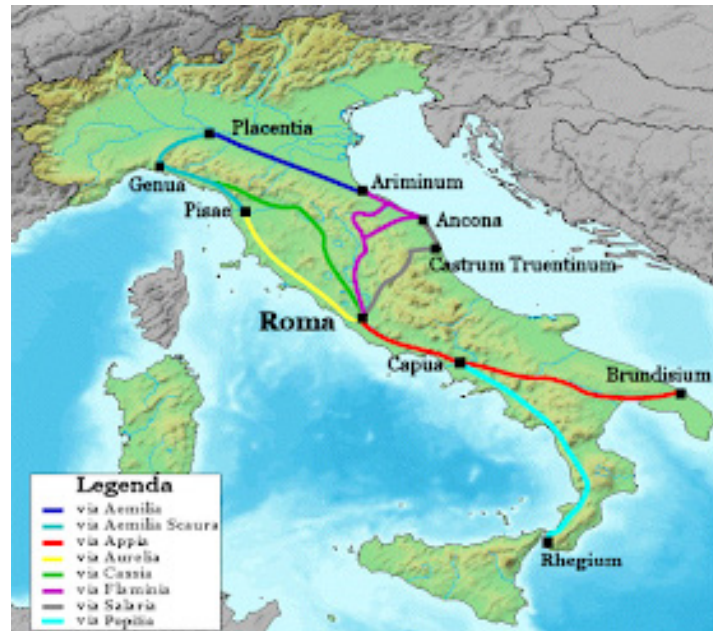 Placentia
Genua
Ariminum
Pisae
Ancona
Castrum Truentinum
Roma
Capua
Brundisium
Rhegium
Legenda
via Aemilia
via Aemilia Scaura
via Appia
via Aurelia
via Cassia
via Flaminia
via Salaria
via Popilia